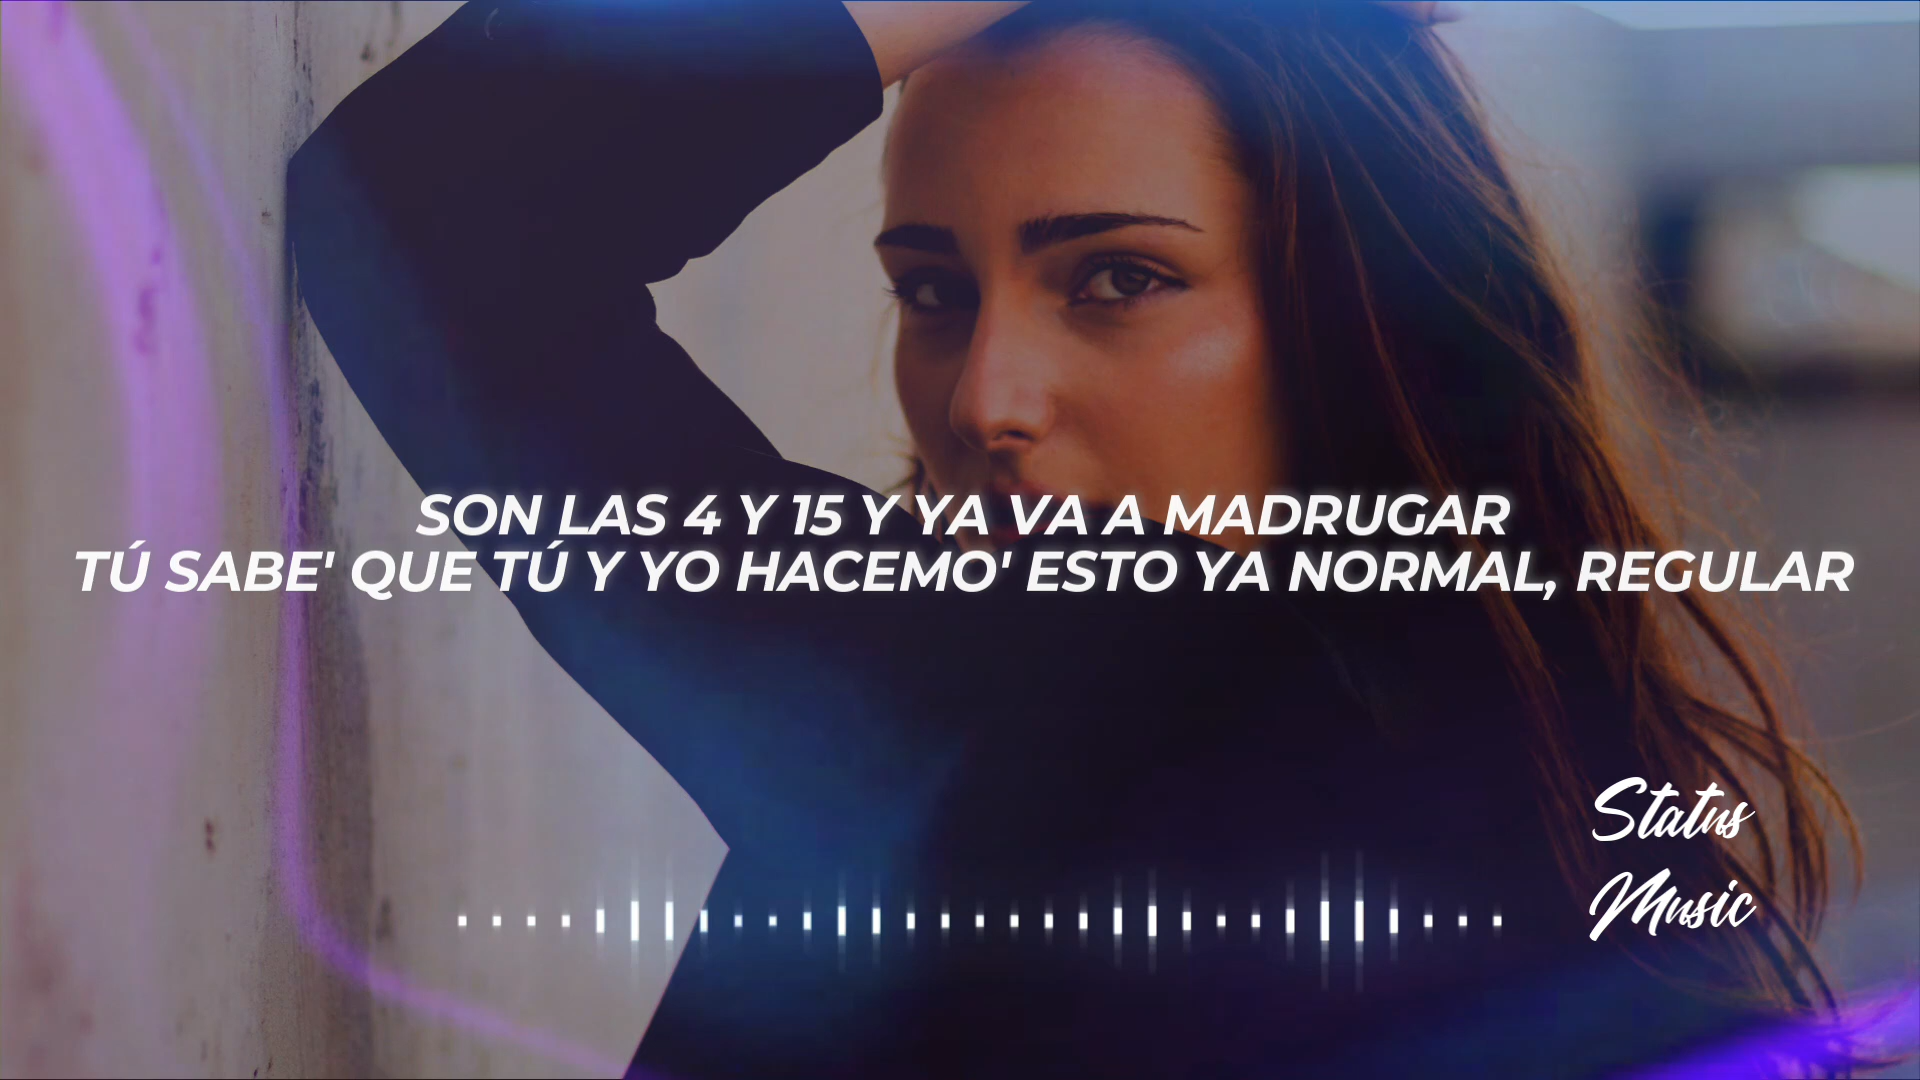 SON LAS 4 Y 15 Y YA VA A MADRUGAR
TÚ SABE' QUE TÚ Y YO HACEMO' ESTO YA NORMAL, REGULAR
Status
Music